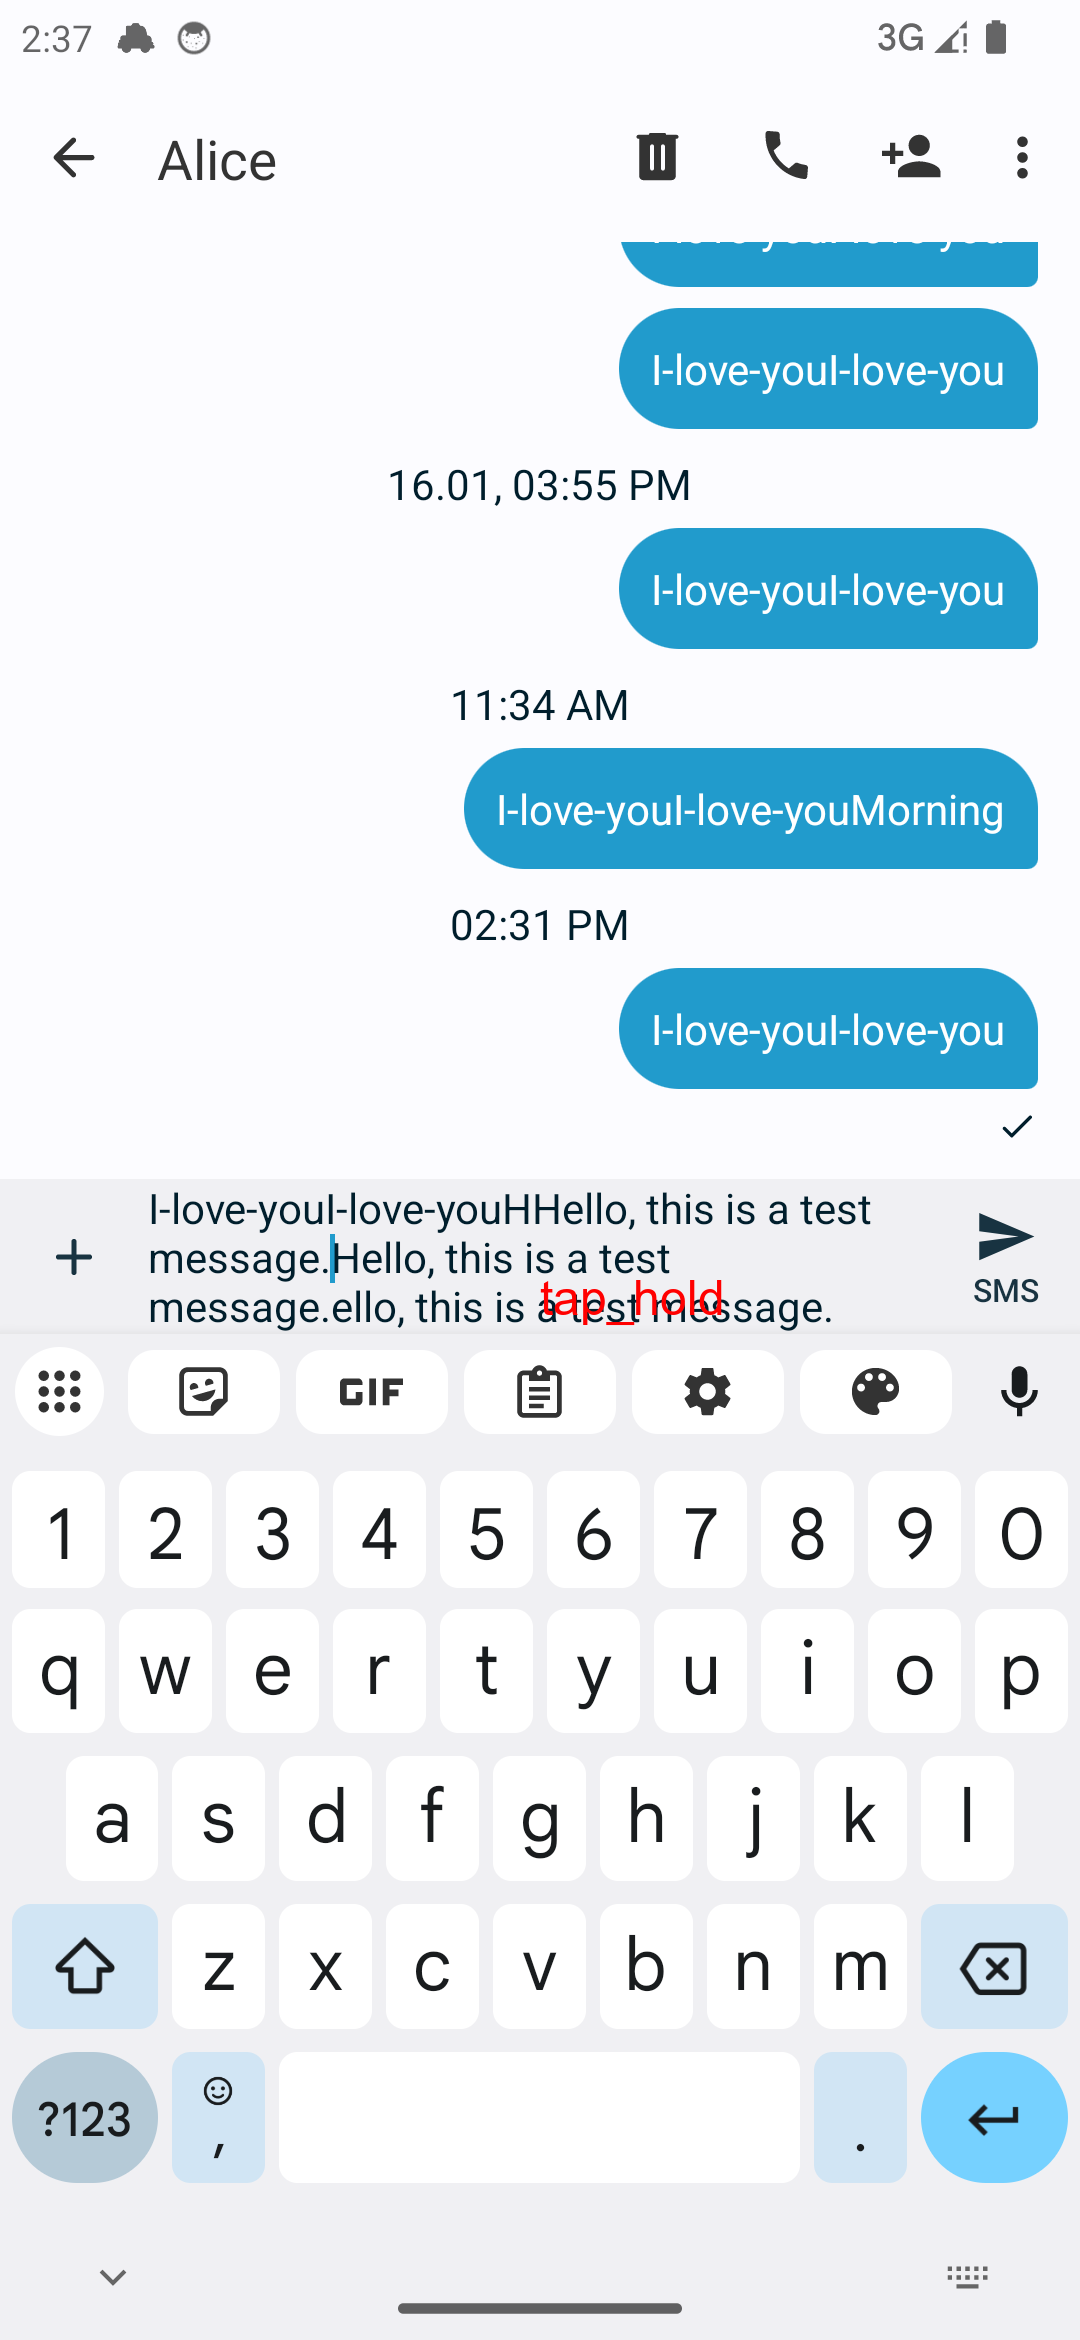 2:37
3G
Alice
I-love-youI-love-you
16.01, 03:55 PM
I-love-youI-love-you
11:34 AM
I-love-youI-love-youMorning
02:31 PM
I-love-youI-love-you
I-love-youI-love-youHHello, this is a test
message.Hello, this is a test
message.ello, this is a test message.
tap_hold
SMS
GIF
1 2 3 4 5 6 7 8 9 0
q w e r t y u i o p
a s d f g h j k l
z x c v b n m
?123 , .